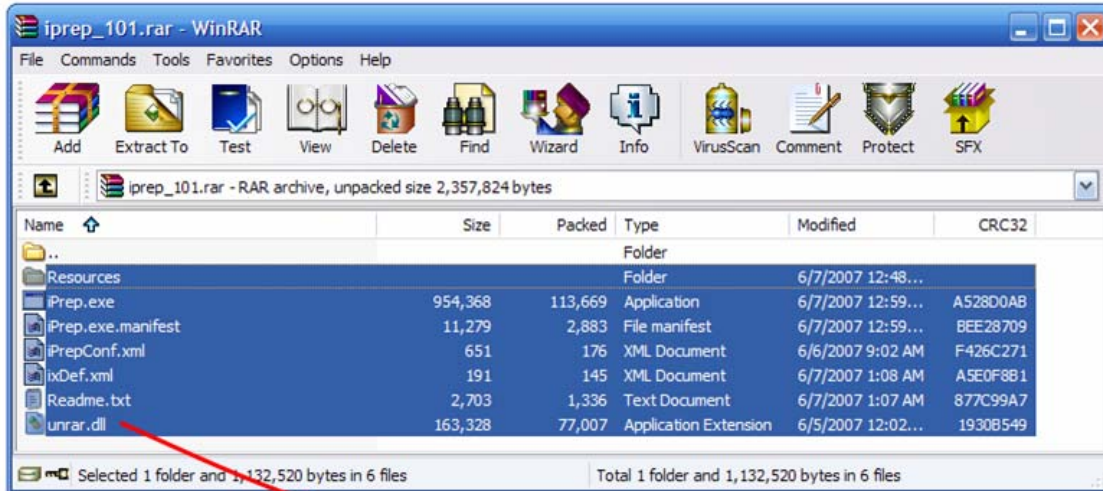 iprep_101.rar - WinRAR
File Commands Tools Favorites Options Help
Add Extract To Test View Delete Find Wizard Info VirusScan Comment Protect SFX
iprep_101.rar - RAR archive, unpacked size 2,357,824 bytes
Name Size Packed Type Modified CRC32
.. Folder
Resources Folder 6/7/2007 12:48...
iPrep.exe 954,368 113,669 Application 6/7/2007 12:59... A528D0AB
iPrep.exe.manifest 11,279 2,883 File manifest 6/7/2007 12:59... BEE28709
iPrepConf.xml 651 176 XML Document 6/6/2007 9:02 AM F426C271
ixDef.xml 191 145 XML Document 6/7/2007 1:08 AM A5E0F8B1
Readme.txt 2,703 1,336 Text Document 6/7/2007 1:07 AM 877C99A7
unrar.dll 163,328 77,007 Application Extension 6/5/2007 12:02... 1930B549
Selected 1 folder and 1,132,520 bytes in 6 files Total 1 folder and 1,132,520 bytes in 6 files